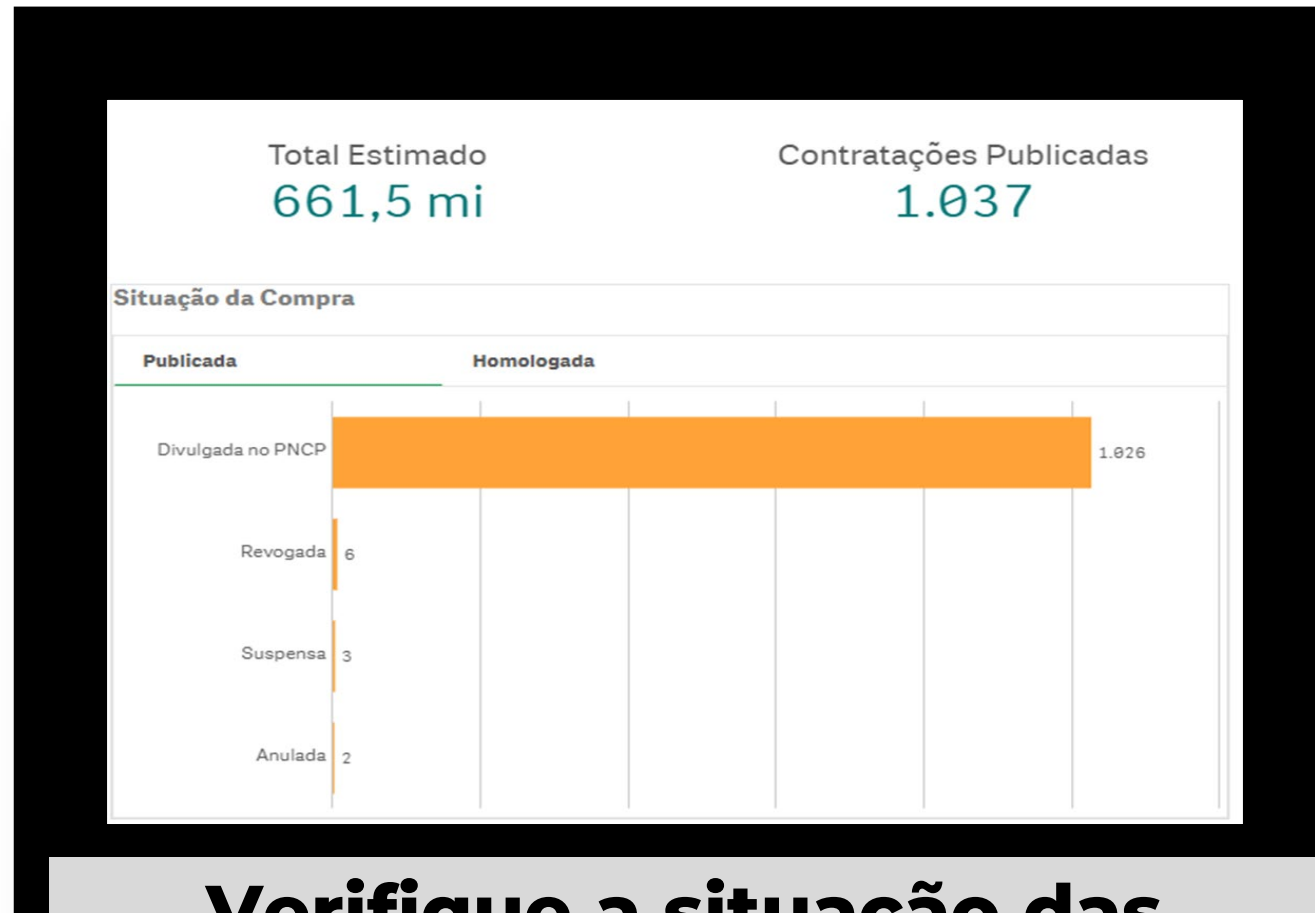 Total Estimado
661,5 mi
Contratações Publicadas
1.037
Situação da Compra
Publicada
Homologada
Divulgada no PNCP
1.026
Revogada
6
Suspensa
3
Anulada
2
Verifique a situação das